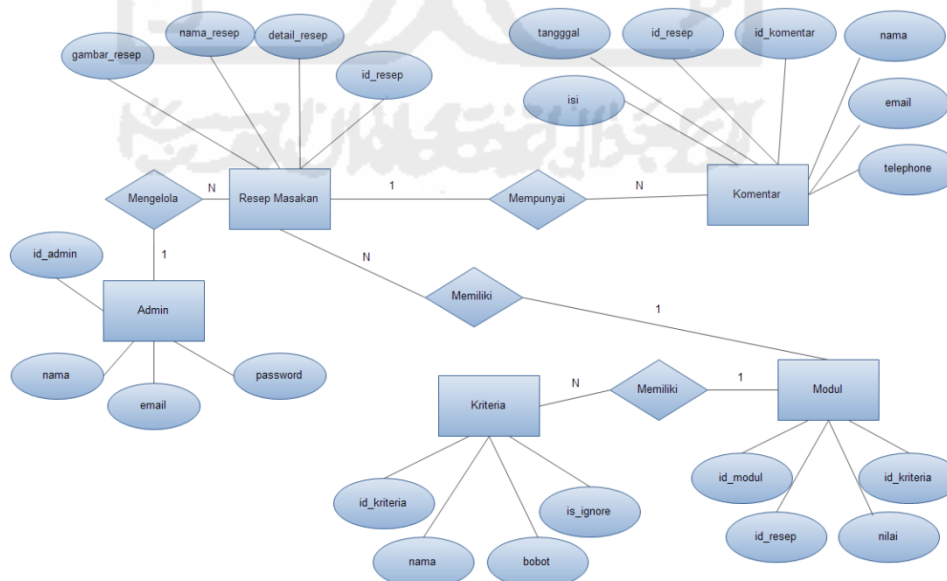 tangggal
id_resep
id_komentar
nama
nama_resep
detail_resep
gambar_resep
id_resep
isi
email
telephone
Mengelola
N
Resep Masakan
1
Mempunyai
N
Komentar
1
id_admin
N
Memiliki
1
Admin
nama
email
password
Kriteria
N
Memiliki
1
Modul
id_kriteria
nama
bobot
is_ignore
id_modul
id_resep
nilai
id_kriteria